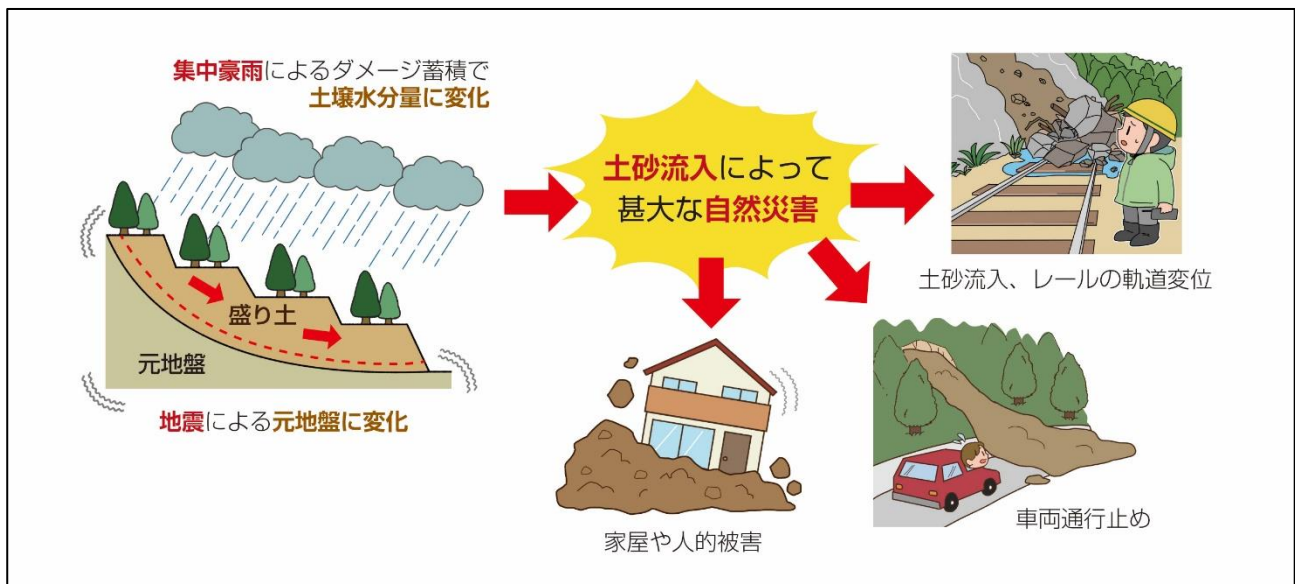 集中豪雨によるダメージ蓄積で
土壌水分量に変化
盛り土
元地盤
地震による元地盤に変化
土砂流入によって
甚大な自然災害
土砂流入、レールの軌道変位
家屋や人的被害
車両通行止め